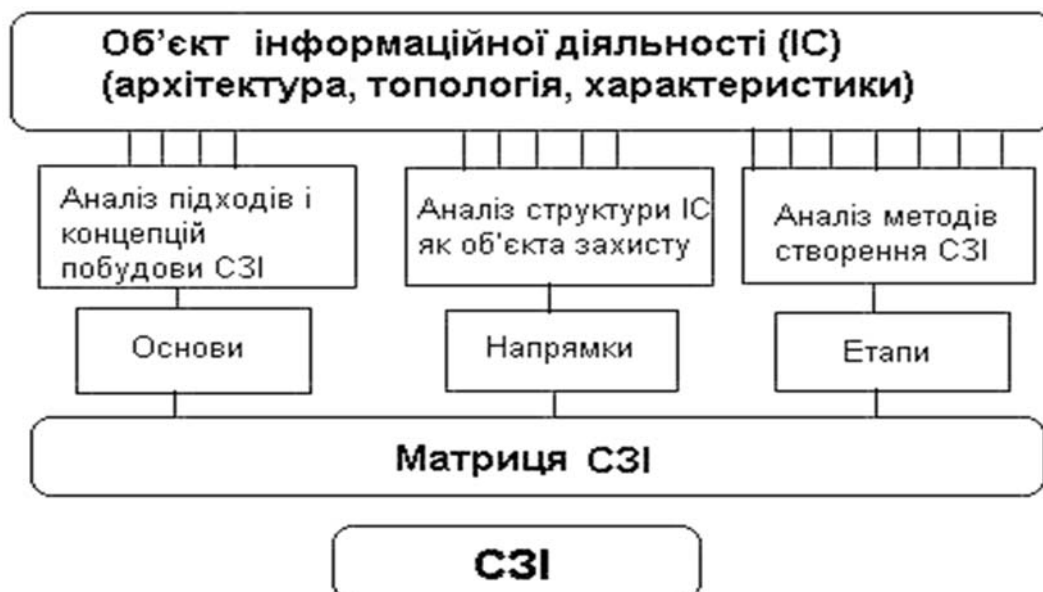 Об’єкт інформаційної діяльності (ІС)
(архітектура, топологія, характеристики)
Аналіз підходів і
концепцій
побудови СЗІ
Аналіз структури ІС
як об’єкта захисту
Аналіз методів
створення СЗІ
Основи
Напрямки
Етапи
Матриця СЗІ
СЗІ